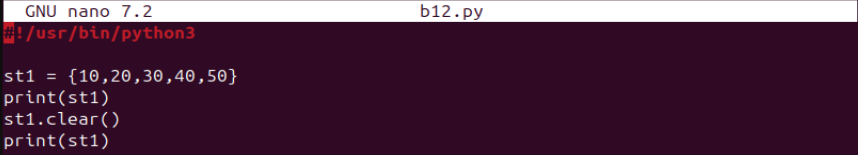 GNU nano 7.2 b12.py
#!/usr/bin/python3
st1 = {10,20,30,40,50}
print(st1)
st1.clear()
print(st1)